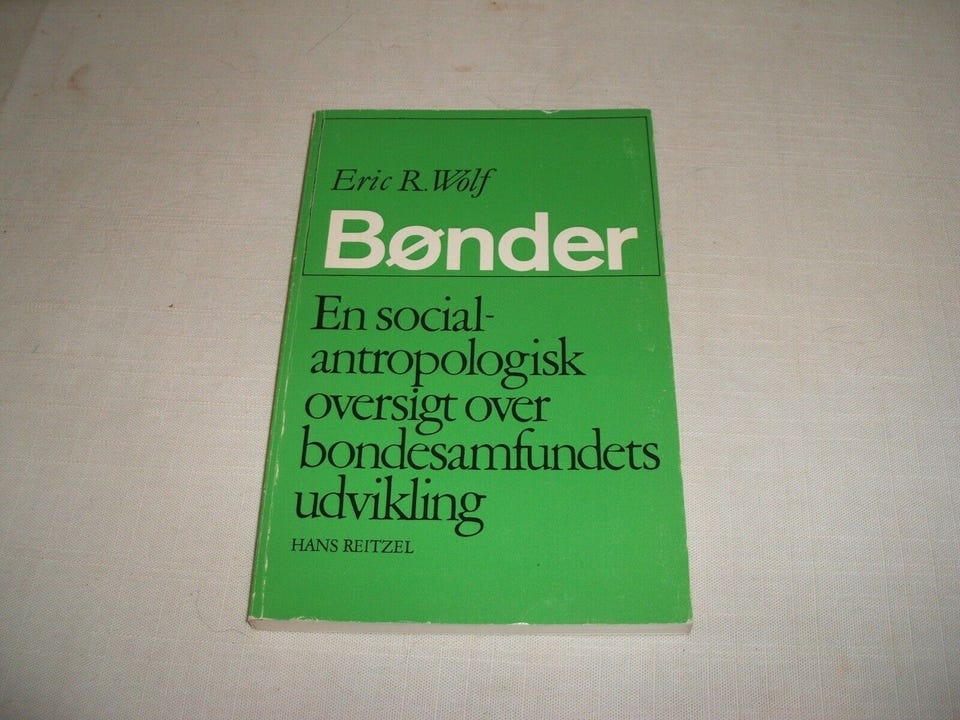 Eric R. Wolf
Bønder
En social-
antropologisk
oversigt over
bondesamfundets
udvikling
HANS REITZEL